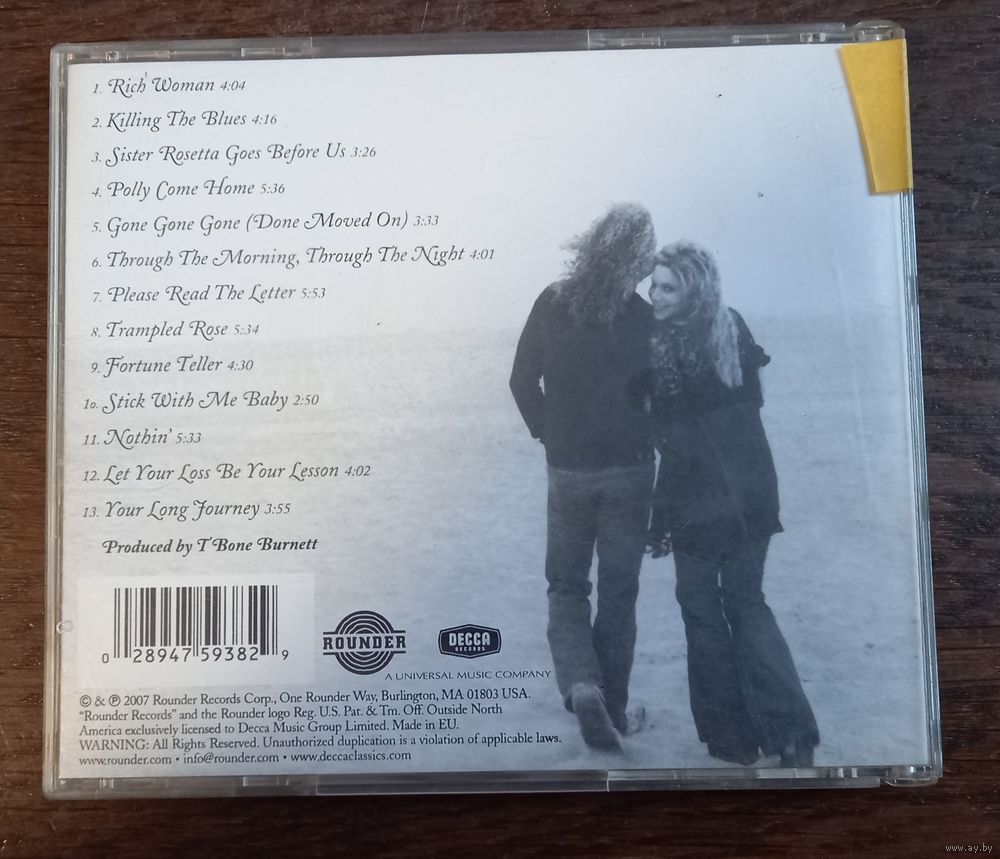 1. Rich Woman 4:04
2. Killing The Blues 4:16
3. Sister Rosetta Goes Before Us 3:26
4. Polly Come Home 5:36
5. Gone Gone Gone (Done Moved On) 3:33
6. Through The Morning, Through The Night 4:01
7. Please Read The Letter 5:53
8. Trampled Rose 5:34
9. Fortune Teller 4:30
10. Stick With Me Baby 2:50
11. Nothin' 5:33
12. Let Your Loss Be Your Lesson 4:02
13. Your Long Journey 3:55
Produced by T Bone Burnett
0 28947 59382 9
ROUNDER
DECCA
RECORDS
A UNIVERSAL MUSIC COMPANY
© & ℗ 2007 Rounder Records Corp., One Rounder Way, Burlington, MA 01803 USA.
"Rounder Records" and the Rounder logo Reg. U.S. Pat. & Tm. Off. Outside North
America exclusively licensed to Decca Music Group Limited. Made in EU.
WARNING: All Rights Reserved. Unauthorized duplication is a violation of applicable laws.
www.rounder.com • info@rounder.com • www.deccaclassics.com
www.ay.by